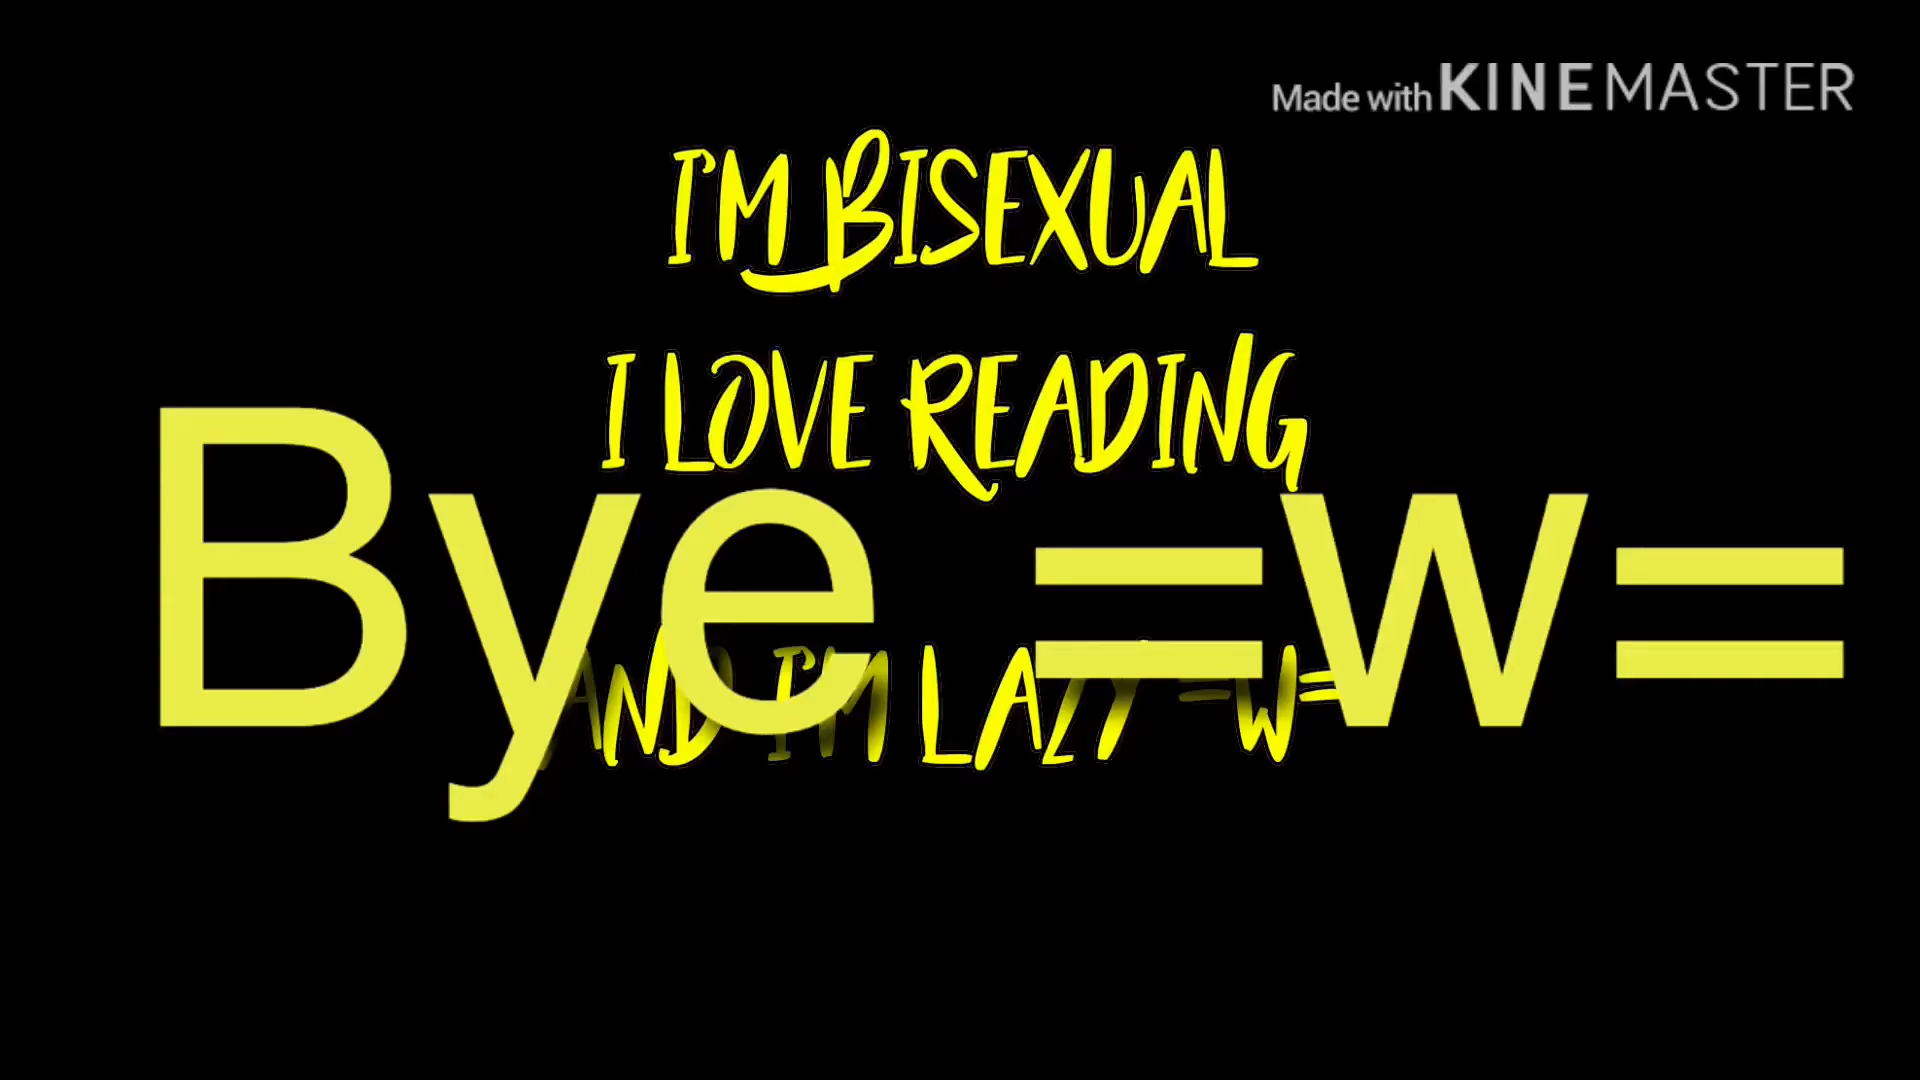 Made with KINEMASTER
I'M BISEXUAL
I LOVE READING
Bye =w=
AND I'M LAZY =W=